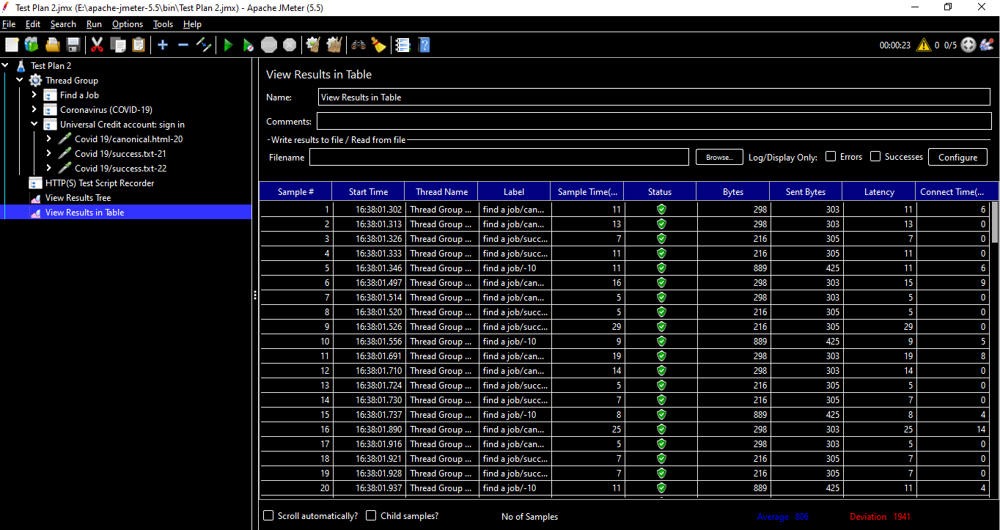 Test Plan 2.jmx (E:\apache-jmeter-5.5\bin\Test Plan 2.jmx) - Apache JMeter (5.5)
File Edit Search Run Options Tools Help
00:00:23 0 0/5
Test Plan 2
Thread Group
Find a Job
Coronavirus (COVID-19)
Universal Credit account: sign in
Covid 19/canonical.html-20
Covid 19/success.txt-21
Covid 19/success.txt-22
HTTP(S) Test Script Recorder
View Results Tree
View Results in Table
View Results in Table
Name: View Results in Table
Comments:
Write results to file / Read from file
Filename Browse... Log/Display Only: Errors Successes Configure
Sample # Start Time Thread Name Label Sample Time(... Status Bytes Sent Bytes Latency Connect Time(...
1 16:38:01.302 Thread Group ... find a job/can... 11 298 303 11 6
2 16:38:01.313 Thread Group ... find a job/can... 13 298 303 13 0
3 16:38:01.326 Thread Group ... find a job/succ... 7 216 305 7 0
4 16:38:01.333 Thread Group ... find a job/succ... 11 216 305 11 0
5 16:38:01.346 Thread Group ... find a job/-10 11 889 425 11 6
6 16:38:01.497 Thread Group ... find a job/can... 16 298 303 15 9
7 16:38:01.514 Thread Group ... find a job/can... 5 298 303 5 0
8 16:38:01.520 Thread Group ... find a job/succ... 5 216 305 5 0
9 16:38:01.526 Thread Group ... find a job/succ... 29 216 305 29 0
10 16:38:01.556 Thread Group ... find a job/-10 9 889 425 9 5
11 16:38:01.691 Thread Group ... find a job/can... 19 298 303 19 8
12 16:38:01.710 Thread Group ... find a job/can... 14 298 303 14 0
13 16:38:01.724 Thread Group ... find a job/succ... 5 216 305 5 0
14 16:38:01.730 Thread Group ... find a job/succ... 7 216 305 7 0
15 16:38:01.737 Thread Group ... find a job/-10 8 889 425 8 4
16 16:38:01.890 Thread Group ... find a job/can... 25 298 303 25 14
17 16:38:01.916 Thread Group ... find a job/can... 5 298 303 5 0
18 16:38:01.921 Thread Group ... find a job/succ... 7 216 305 7 0
19 16:38:01.928 Thread Group ... find a job/succ... 7 216 305 7 0
20 16:38:01.937 Thread Group ... find a job/-10 11 889 425 11 4
Scroll automatically? Child samples? No of Samples Average 806 Deviation 1941